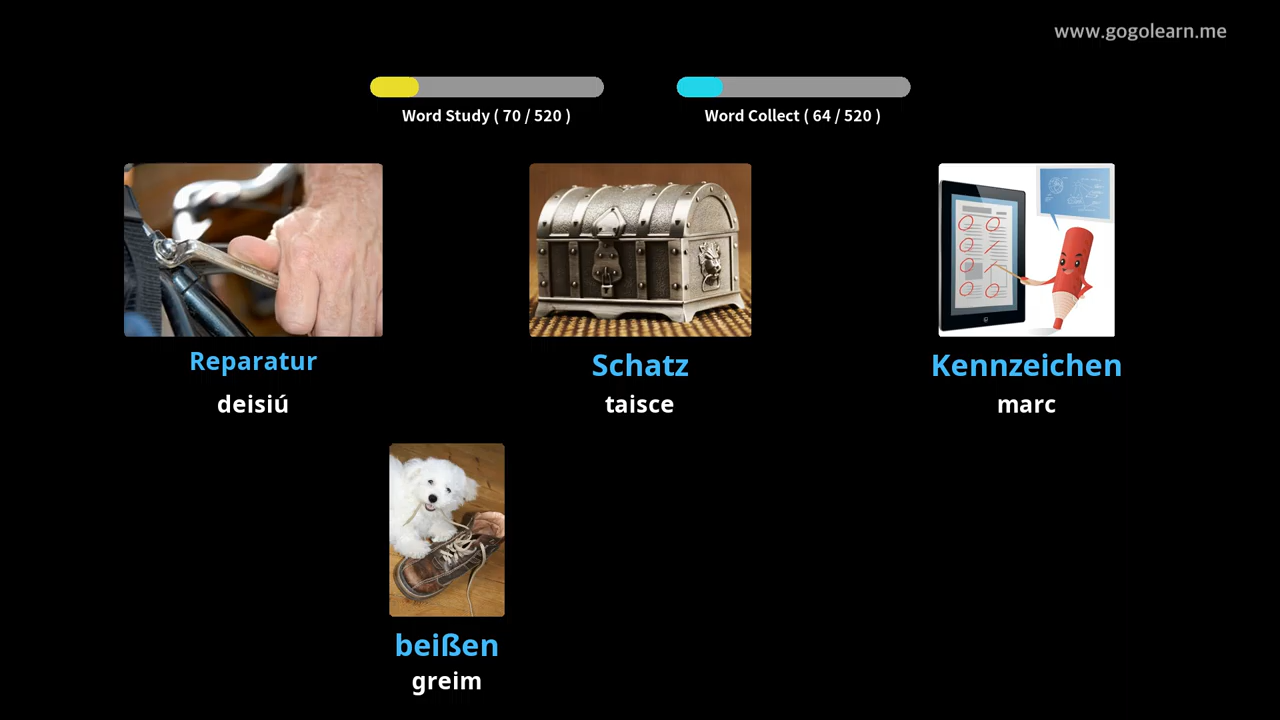 www.gogolearn.me
Word Study ( 70 / 520 )
Word Collect ( 64 / 520 )
Reparatur
deisiú
Schatz
taisce
Kennzeichen
marc
beißen
greim